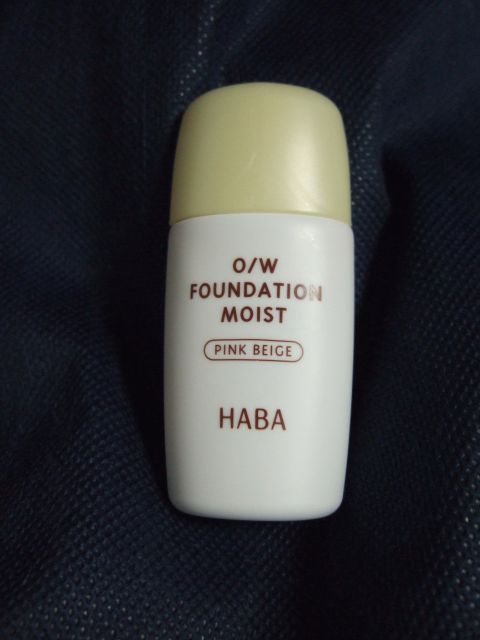 O/W
FOUNDATION
MOIST
PINK BEIGE
HABA